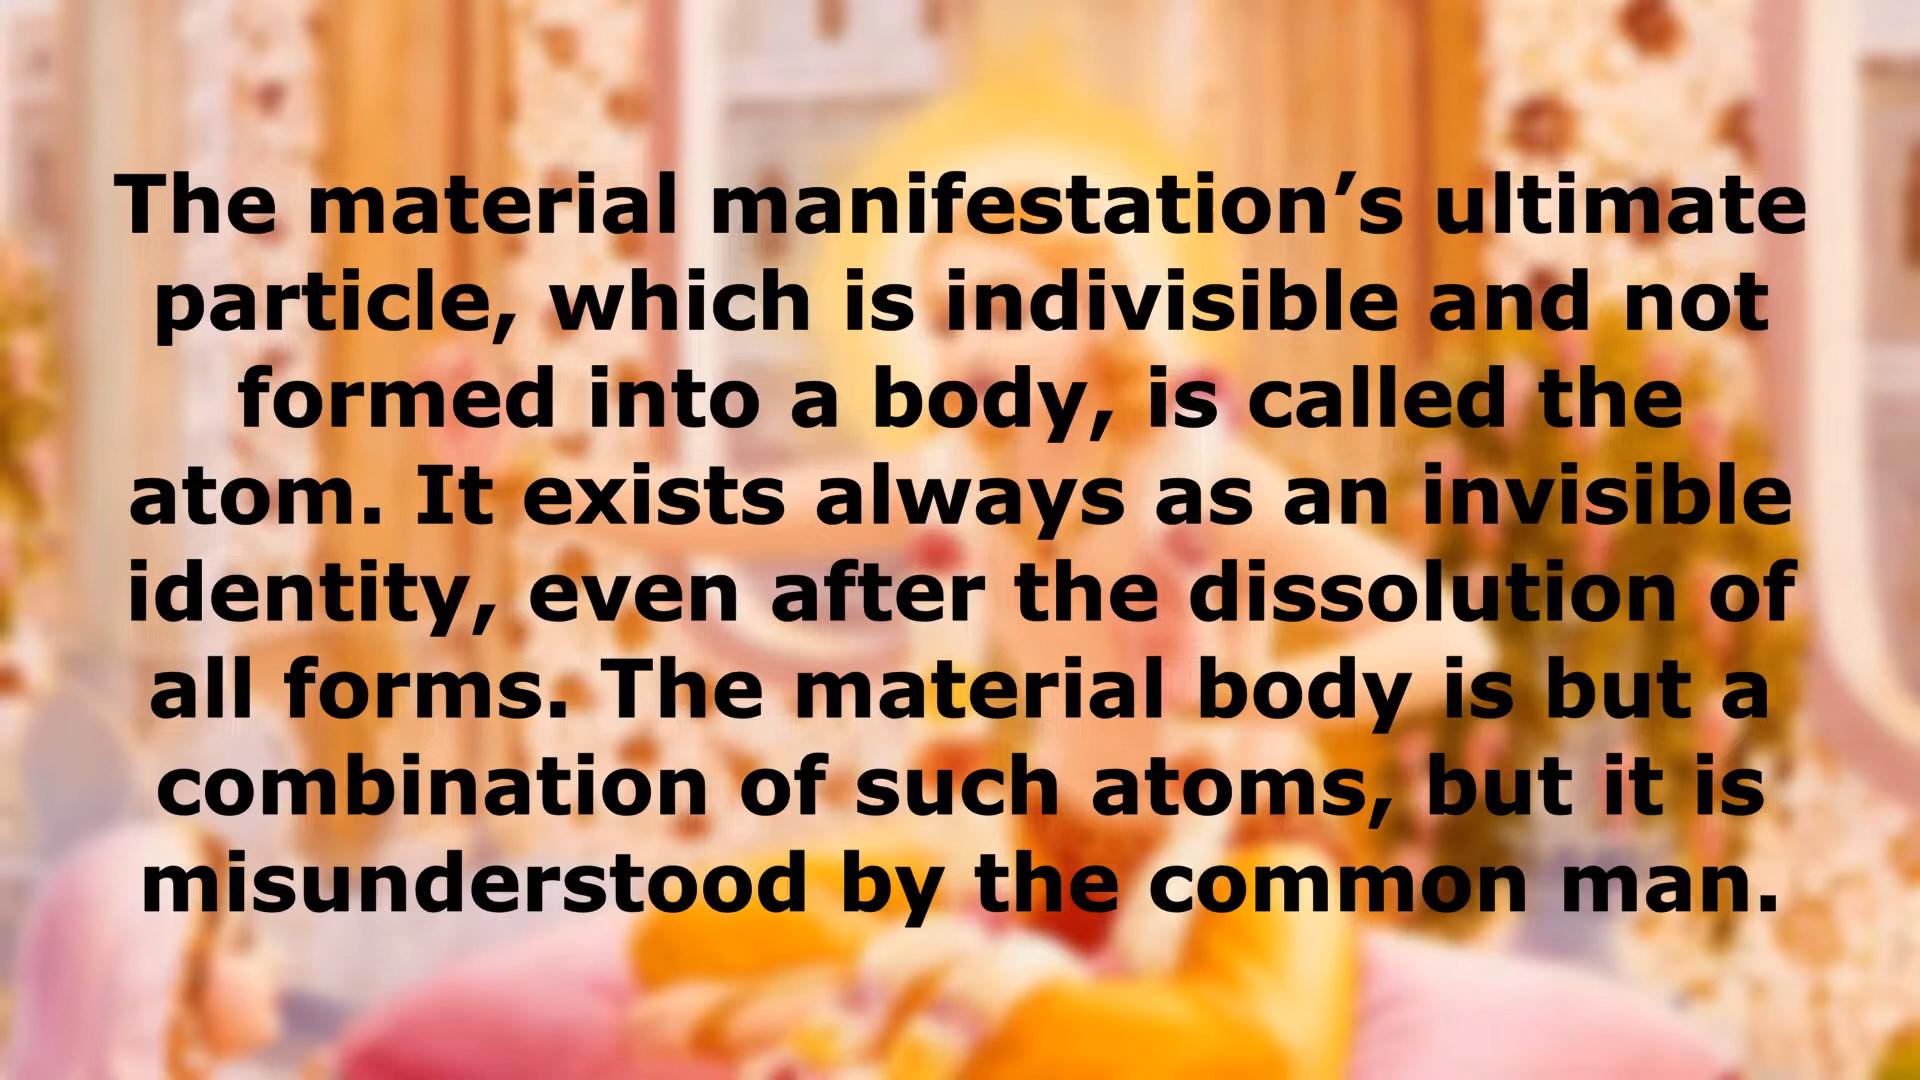 The material manifestation’s ultimate
particle, which is indivisible and not
formed into a body, is called the
atom. It exists always as an invisible
identity, even after the dissolution of
all forms. The material body is but a
combination of such atoms, but it is
misunderstood by the common man.